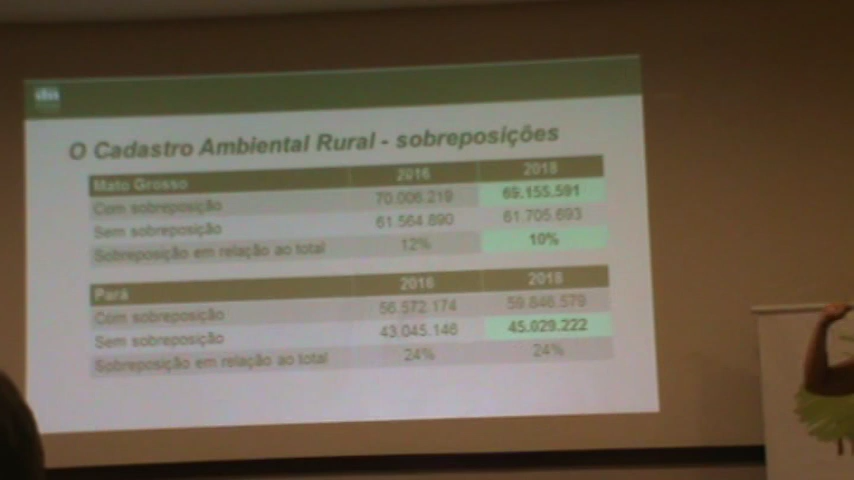 O Cadastro Ambiental Rural - sobreposições
Mato Grosso 2016 2018
Com sobreposição 70.006.219 69.155.591
Sem sobreposição 61.564.890 61.705.693
Sobreposição em relação ao total 12% 10%
Pará 2016 2018
Com sobreposição 56.572.174 59.846.579
Sem sobreposição 43.045.146 45.029.222
Sobreposição em relação ao total 24% 24%